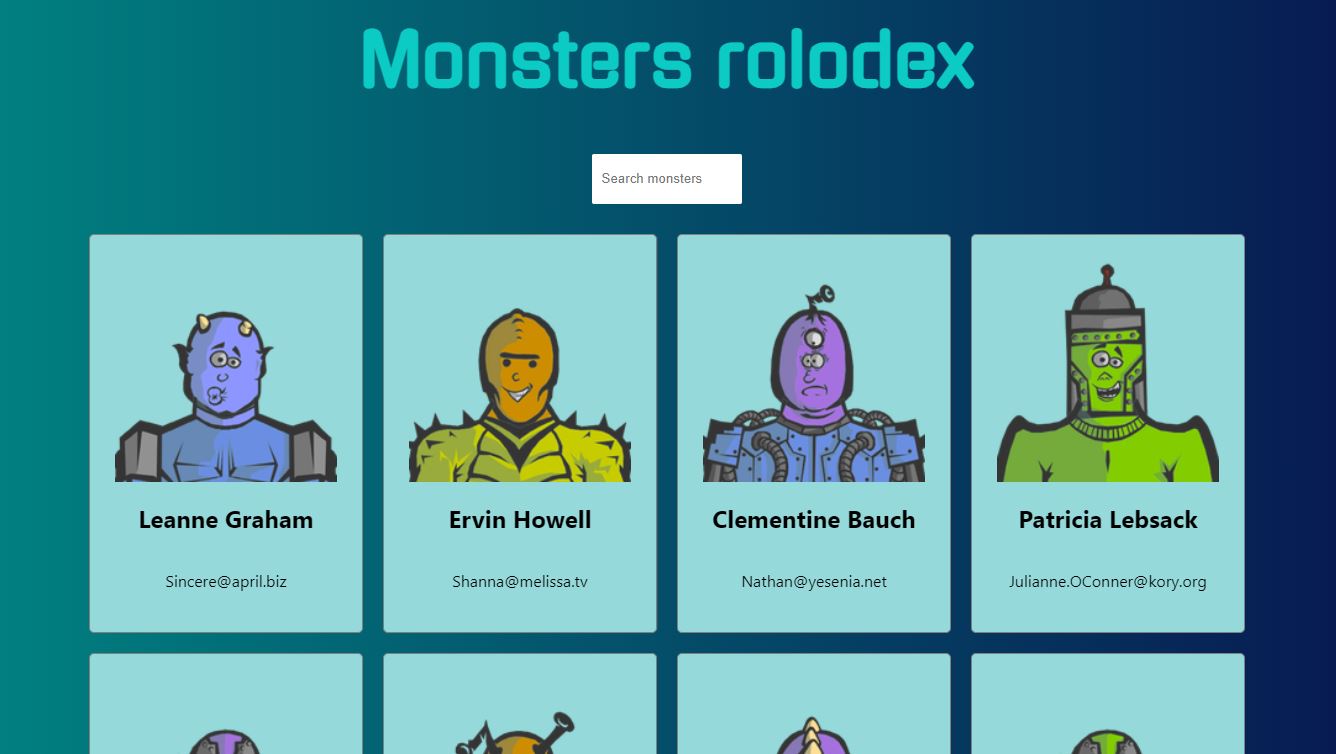 Monsters rolodex
Search monsters
Leanne Graham
Ervin Howell
Clementine Bauch
Patricia Lebsack
Sincere@april.biz
Shanna@melissa.tv
Nathan@yesenia.net
Julianne.OConner@kory.org